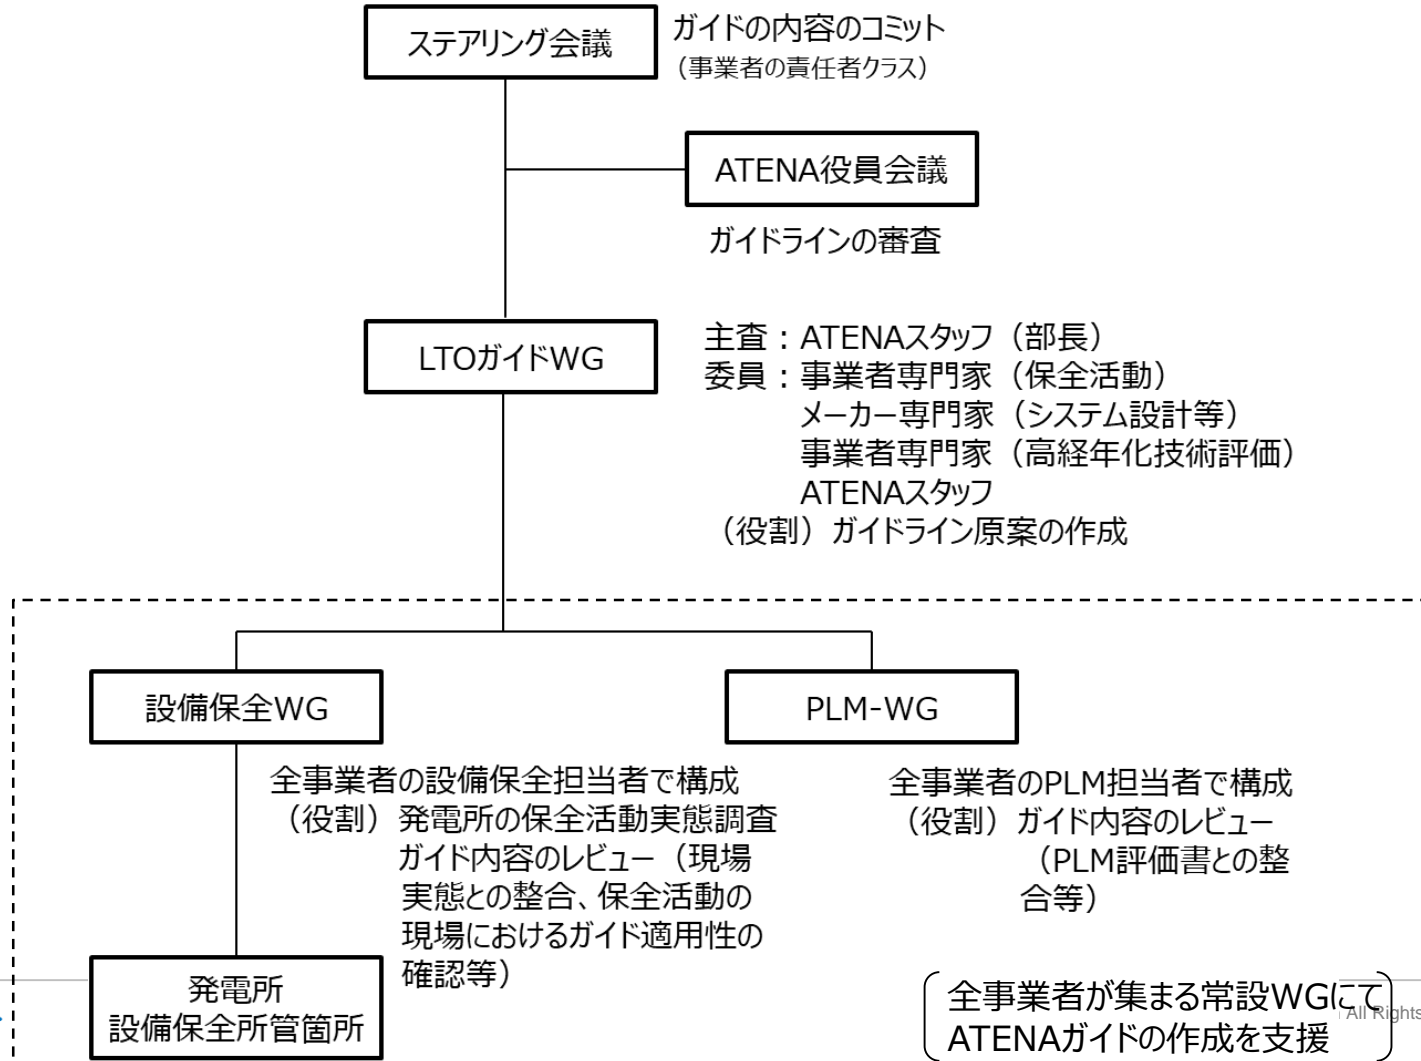 ステアリング会議
ガイドの内容のコミット
（事業者の責任者クラス）
ATENA役員会議
ガイドラインの審査
LTOガイドWG
主査：ATENAスタッフ（部長）
委員：事業者専門家（保全活動）
メーカー専門家（システム設計等）
事業者専門家（高経年化技術評価）
ATENAスタッフ
（役割）ガイドライン原案の作成
設備保全WG
全事業者の設備保全担当者で構成
（役割）発電所の保全活動実態調査
ガイド内容のレビュー（現場
実態との整合、保全活動の
現場におけるガイド適用性の
確認等）
PLM-WG
全事業者のPLM担当者で構成
（役割）ガイド内容のレビュー
（PLM評価書との整
合等）
発電所
設備保全所管箇所
全事業者が集まる常設WGにて
ATENAガイドの作成を支援
All Rights